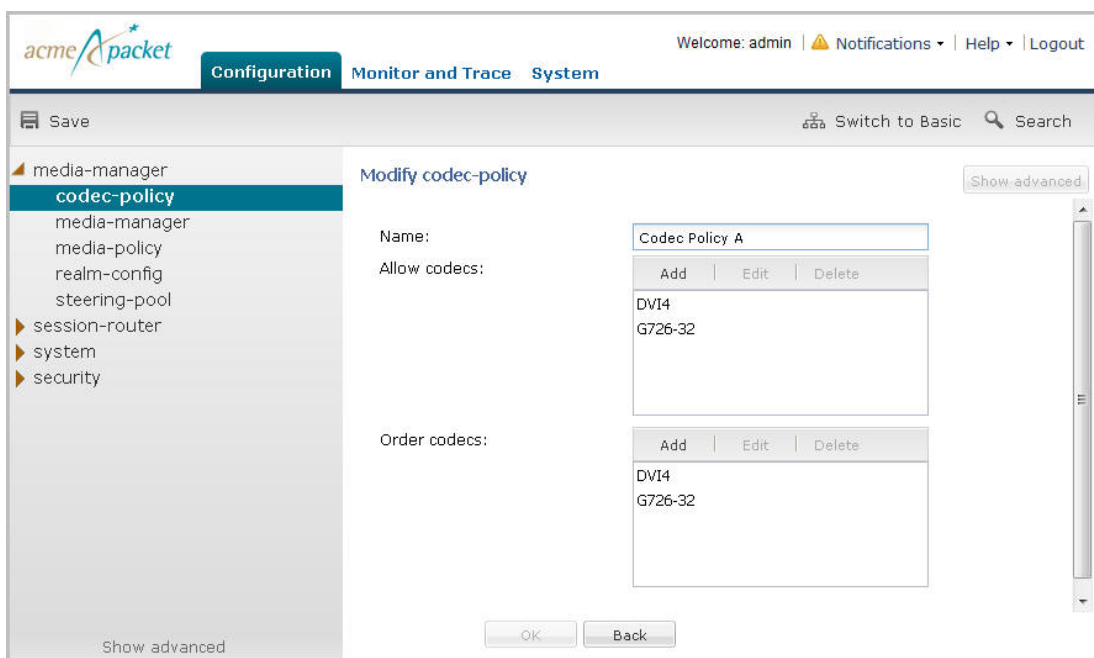 acme packet
Welcome: admin | Notifications | Help | Logout
Configuration Monitor and Trace System
Save Switch to Basic Search
media-manager
codec-policy
media-manager
media-policy
realm-config
steering-pool
session-router
system
security
Show advanced
Modify codec-policy
Show advanced
Name: Codec Policy A
Allow codecs:
Add | Edit | Delete
DVI4
G726-32
Order codecs:
Add | Edit | Delete
DVI4
G726-32
OK Back